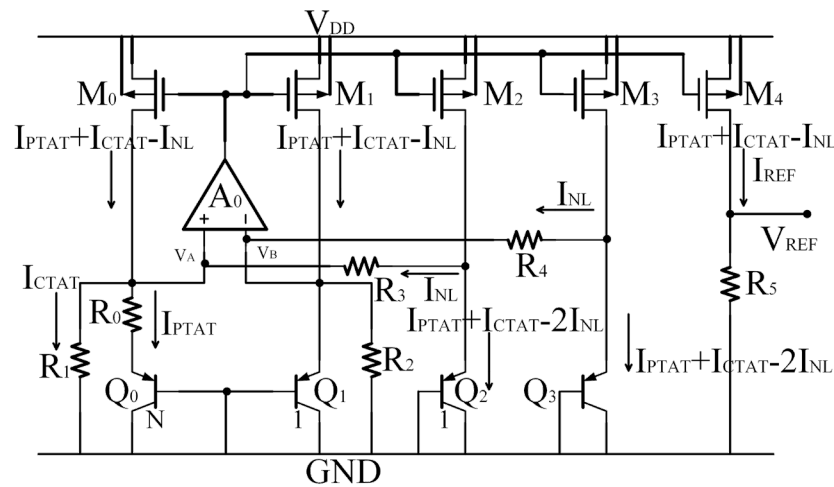 VDD
M0
M1
M2
M3
M4
IPTAT+ICTAT-INL
IPTAT+ICTAT-INL
IPTAT+ICTAT-INL
IREF
A0
+
-
INL
VREF
VA
VB
R4
ICTAT
R3
INL
R5
R0
IPTAT
IPTAT+ICTAT-2INL
R1
R2
IPTAT+ICTAT-2INL
Q0
Q1
Q2
Q3
N
1
1
GND